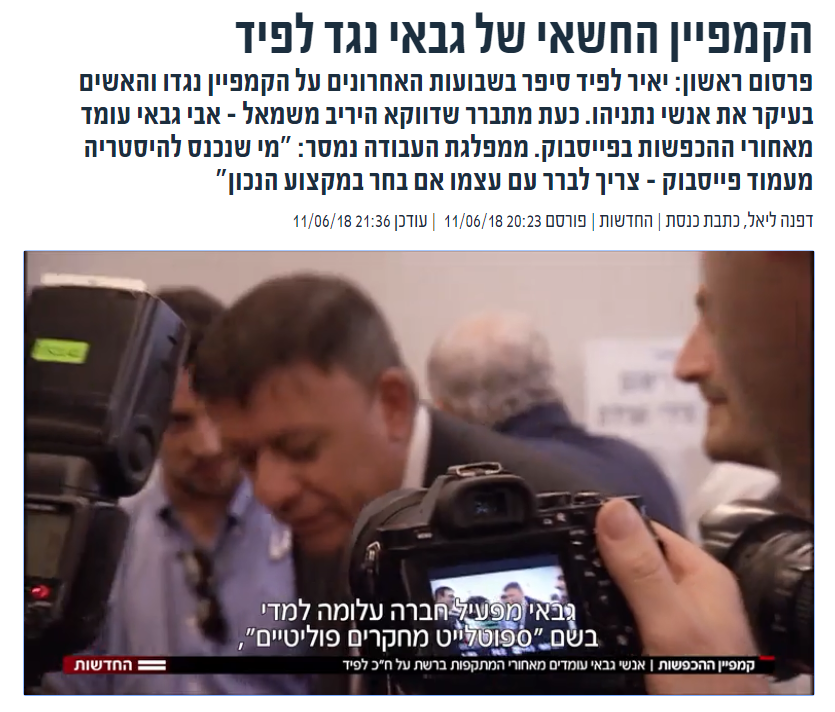 הקמפיין החשאי של גבאי נגד לפיד
פרסום ראשון: יאיר לפיד סיפר בשבועות האחרונים על הקמפיין נגדו והאשים
בעיקר את אנשי נתניהו. כעת מתברר שדווקא היריב משמאל - אבי גבאי עומד
מאחורי ההכפשות בפייסבוק. ממפלגת העבודה נמסר: "מי שנכנס להיסטריה
מעמוד פייסבוק - צריך לברר עם עצמו אם בחר במקצוע הנכון"
דפנה ליאל, כתבת כנסת | החדשות | פורסם 20:23 11/06/18 | עודכן 21:36 11/06/18
גבאי מפעיל חברה עלומה למדי
בשם "ספוטלייט מחקרים פוליטיים",
קמפיין ההכפשות | אנשי גבאי עומדים מאחורי המתקפות ברשת על ח"כ לפיד
החדשות